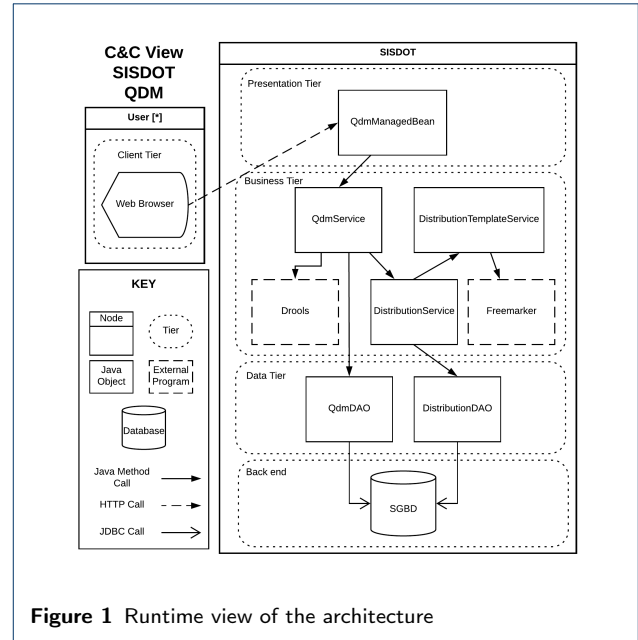 C&C View
SISDOT
QDM
User [*]
Client Tier
Web Browser
KEY
Node
Tier
Java
Object
External
Program
Database
Java Method
Call
HTTP Call
JDBC Call
SISDOT
Presentation Tier
QdmManagedBean
Business Tier
QdmService
DistributionTemplateService
Drools
DistributionService
Freemarker
Data Tier
QdmDAO
DistributionDAO
Back end
SGBD
Figure 1 Runtime view of the architecture